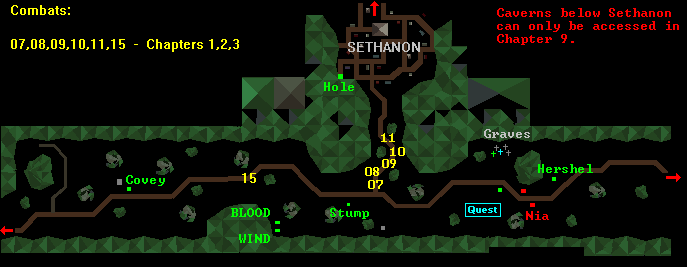 Combats:
07,08,09,10,11,15 - Chapters 1,2,3
Caverns below Sethanon
can only be accessed in
Chapter 9.
SETHANON
Hole
11
10
09
08
07
Graves
Hershel
Covey
15
BLOOD
WIND
Stump
Quest
Nia